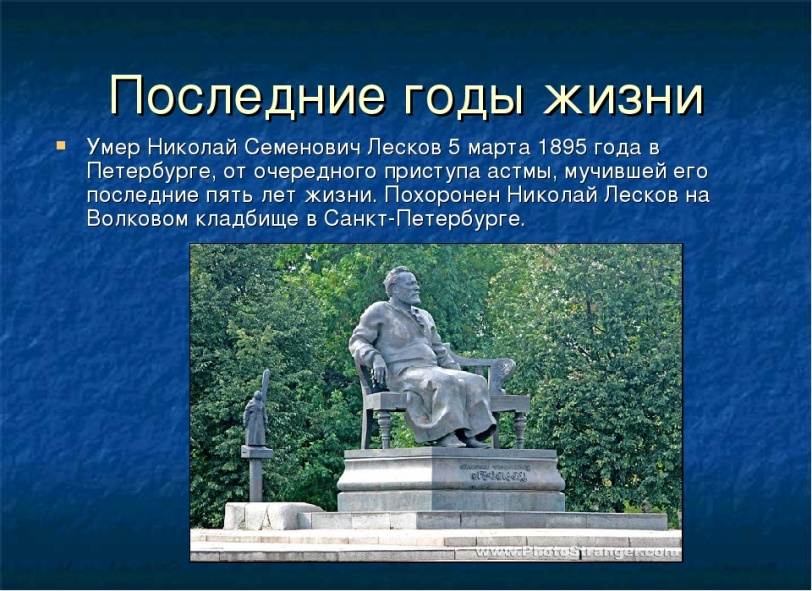 Последние годы жизни
Умер Николай Семенович Лесков 5 марта 1895 года в
Петербурге, от очередного приступа астмы, мучившей его
последние пять лет жизни. Похоронен Николай Лесков на
Волковом кладбище в Санкт-Петербурге.
www.PhotoStranger.com